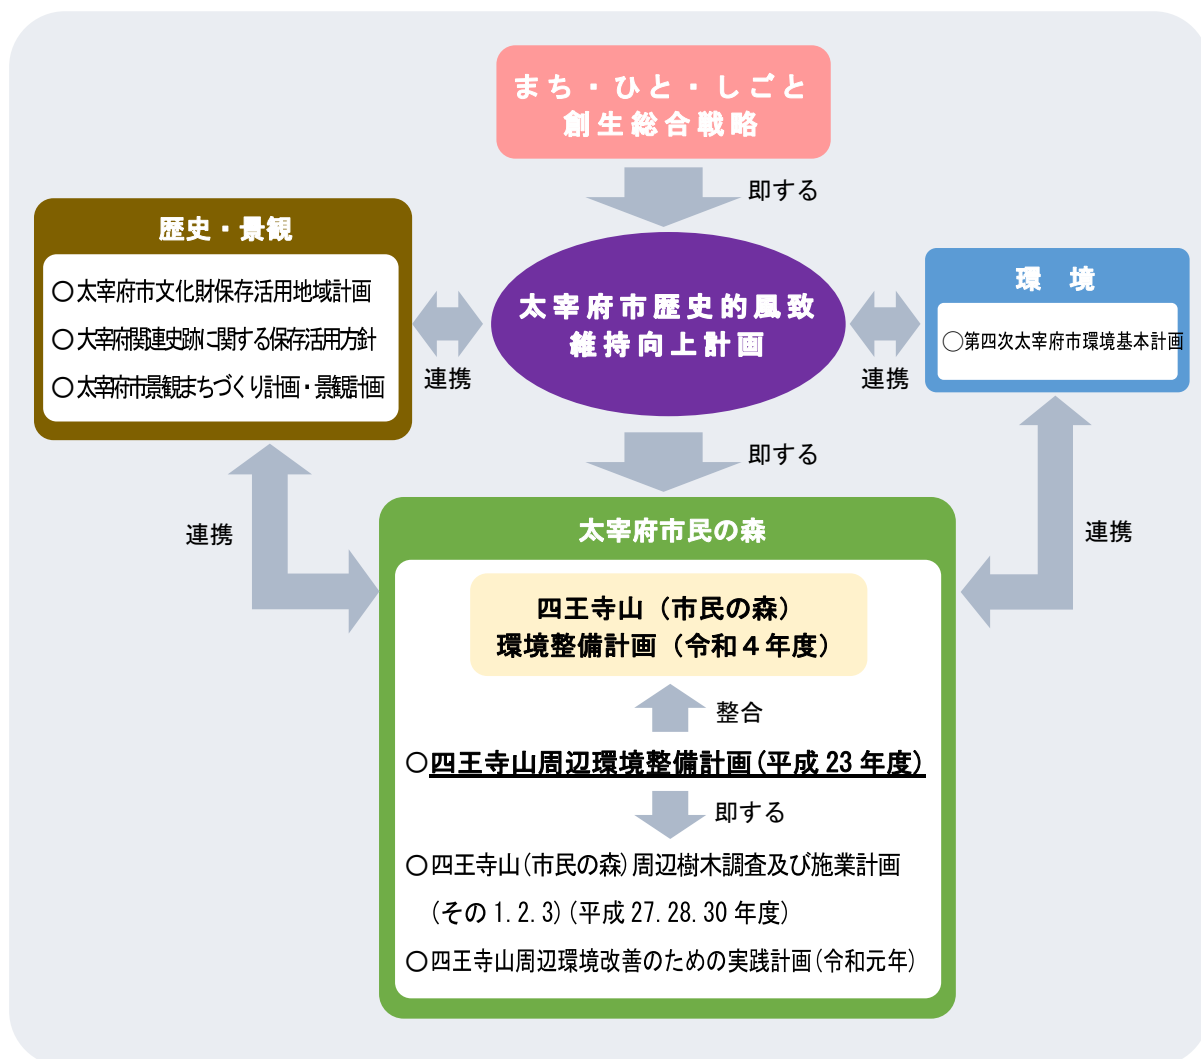 まち・ひと・しごと
創生総合戦略
即する
歴史・景観
○太宰府市文化財保存活用地域計画
○大宰府関連史跡に関する保存活用方針
○太宰府市景観まちづくり計画・景観計画
連携
太宰府市歴史的風致
維持向上計画
連携
環 境
○第四次太宰府市環境基本計画
即する
連携
連携
太宰府市民の森
四王寺山（市民の森）
環境整備計画（令和４年度）
整合
○四王寺山周辺環境整備計画(平成 23 年度)
即する
○四王寺山(市民の森)周辺樹木調査及び施業計画
(その 1.2.3)(平成 27.28.30 年度)
○四王寺山周辺環境改善のための実践計画(令和元年)